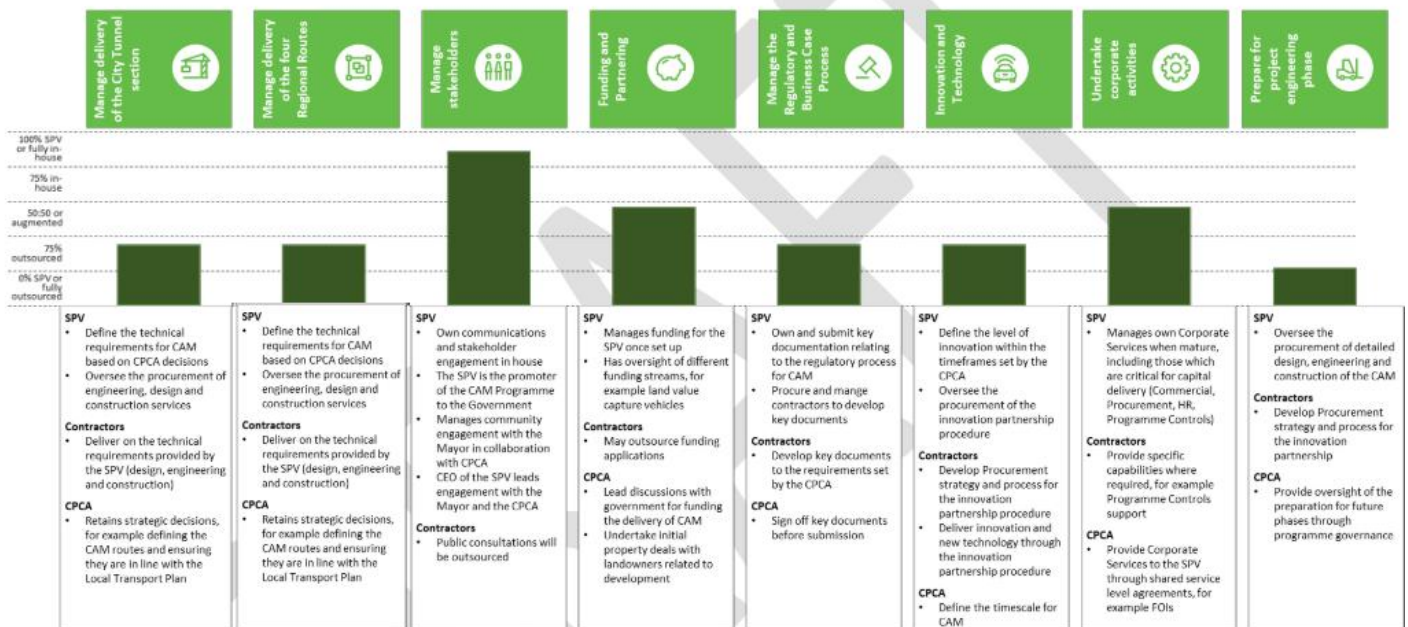 Manage delivery
of the City Tunnel
section
Manage delivery
of the four
Regional Routes
Manage
stakeholders
Funding and
Partnering
Manage the
Regulatory and
Business Case
Process
Innovation and
Technology
Undertake
corporate
activities
Prepare for
project
engineering
phase
100% SPV
or fully in-
house
75% in-
house
50:50 or
augmented
75%
outsourced
0% SPV or
fully
outsourced
SPV
• Define the technical
requirements for CAM
based on CPCA decisions
• Oversee the procurement of
engineering, design and
construction services
Contractors
• Deliver on the technical
requirements provided by
the SPV (design, engineering
and construction)
CPCA
• Retains strategic decisions,
for example defining the
CAM routes and ensuring
they are in line with the
Local Transport Plan
SPV
• Define the technical
requirements for CAM
based on CPCA decisions
• Oversee the procurement of
engineering, design and
construction services
Contractors
• Deliver on the technical
requirements provided by
the SPV (design, engineering
and construction)
CPCA
• Retains strategic decisions,
for example defining the
CAM routes and ensuring
they are in line with the
Local Transport Plan
SPV
• Own communications
and stakeholder
engagement in house
• The SPV is the promoter
of the CAM Programme
to the Government
• Manages community
engagement with the
Mayor in collaboration
with CPCA
• CEO of the SPV leads
engagement with the
Mayor and the CPCA
Contractors
• Public consultations will
be outsourced
SPV
• Manages funding for the
SPV once set up
• Has oversight of different
funding streams, for
example land value
capture vehicles
Contractors
• May outsource funding
applications
CPCA
• Lead discussions with
government for funding
the delivery of CAM
• Undertake initial
property deals with
landowners related to
development
SPV
• Own and submit key
documentation relating
to the regulatory process
for CAM
• Procure and mange
contractors to develop
key documents
Contractors
• Develop key documents
to the requirements set
by the CPCA
CPCA
• Sign off key documents
before submission
SPV
• Define the level of
innovation within the
timeframes set by the
CPCA
• Oversee the
procurement of the
innovation partnership
procedure
Contractors
• Develop Procurement
strategy and process for
the innovation
partnership procedure
• Deliver innovation and
new technology through
the innovation
partnership procedure
CPCA
• Define the timescale for
CAM
SPV
• Manages own Corporate
Services when mature,
including those which
are critical for capital
delivery (Commercial,
Procurement, HR,
Programme Controls)
Contractors
• Provide specific
capabilities where
required, for example
Programme Controls
support
CPCA
• Provide Corporate
Services to the SPV
through shared service
level agreements, for
example FOIs
SPV
• Oversee the
procurement of detailed
design, engineering and
construction of the CAM
Contractors
• Develop Procurement
strategy and process for
the innovation
partnership
CPCA
• Provide oversight of the
preparation for future
phases through
programme governance